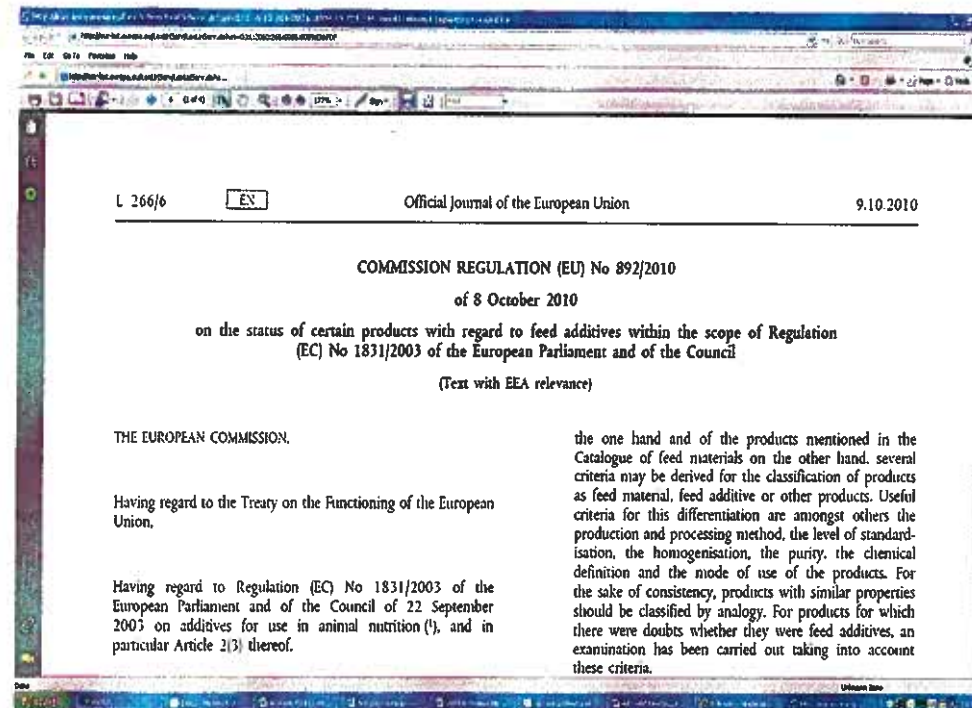 File Edit GoTo Favorites Help
Sign
L 266/6 EN Official Journal of the European Union 9.10.2010
COMMISSION REGULATION (EU) No 892/2010
of 8 October 2010
on the status of certain products with regard to feed additives within the scope of Regulation
(EC) No 1831/2003 of the European Parliament and of the Council
(Text with EEA relevance)
THE EUROPEAN COMMISSION,
Having regard to the Treaty on the Functioning of the European
Union,
Having regard to Regulation (EC) No 1831/2003 of the
European Parliament and of the Council of 22 September
2003 on additives for use in animal nutrition (¹), and in
particular Article 2(3) thereof,
the one hand and of the products mentioned in the
Catalogue of feed materials on the other hand, several
criteria may be derived for the classification of products
as feed material, feed additive or other products. Useful
criteria for this differentiation are amongst others the
production and processing method, the level of standard-
isation, the homogenisation, the purity, the chemical
definition and the mode of use of the products. For
the sake of consistency, products with similar properties
should be classified by analogy. For products for which
there were doubts whether they were feed additives, an
examination has been carried out taking into account
these criteria.
Done
Unknown Zone